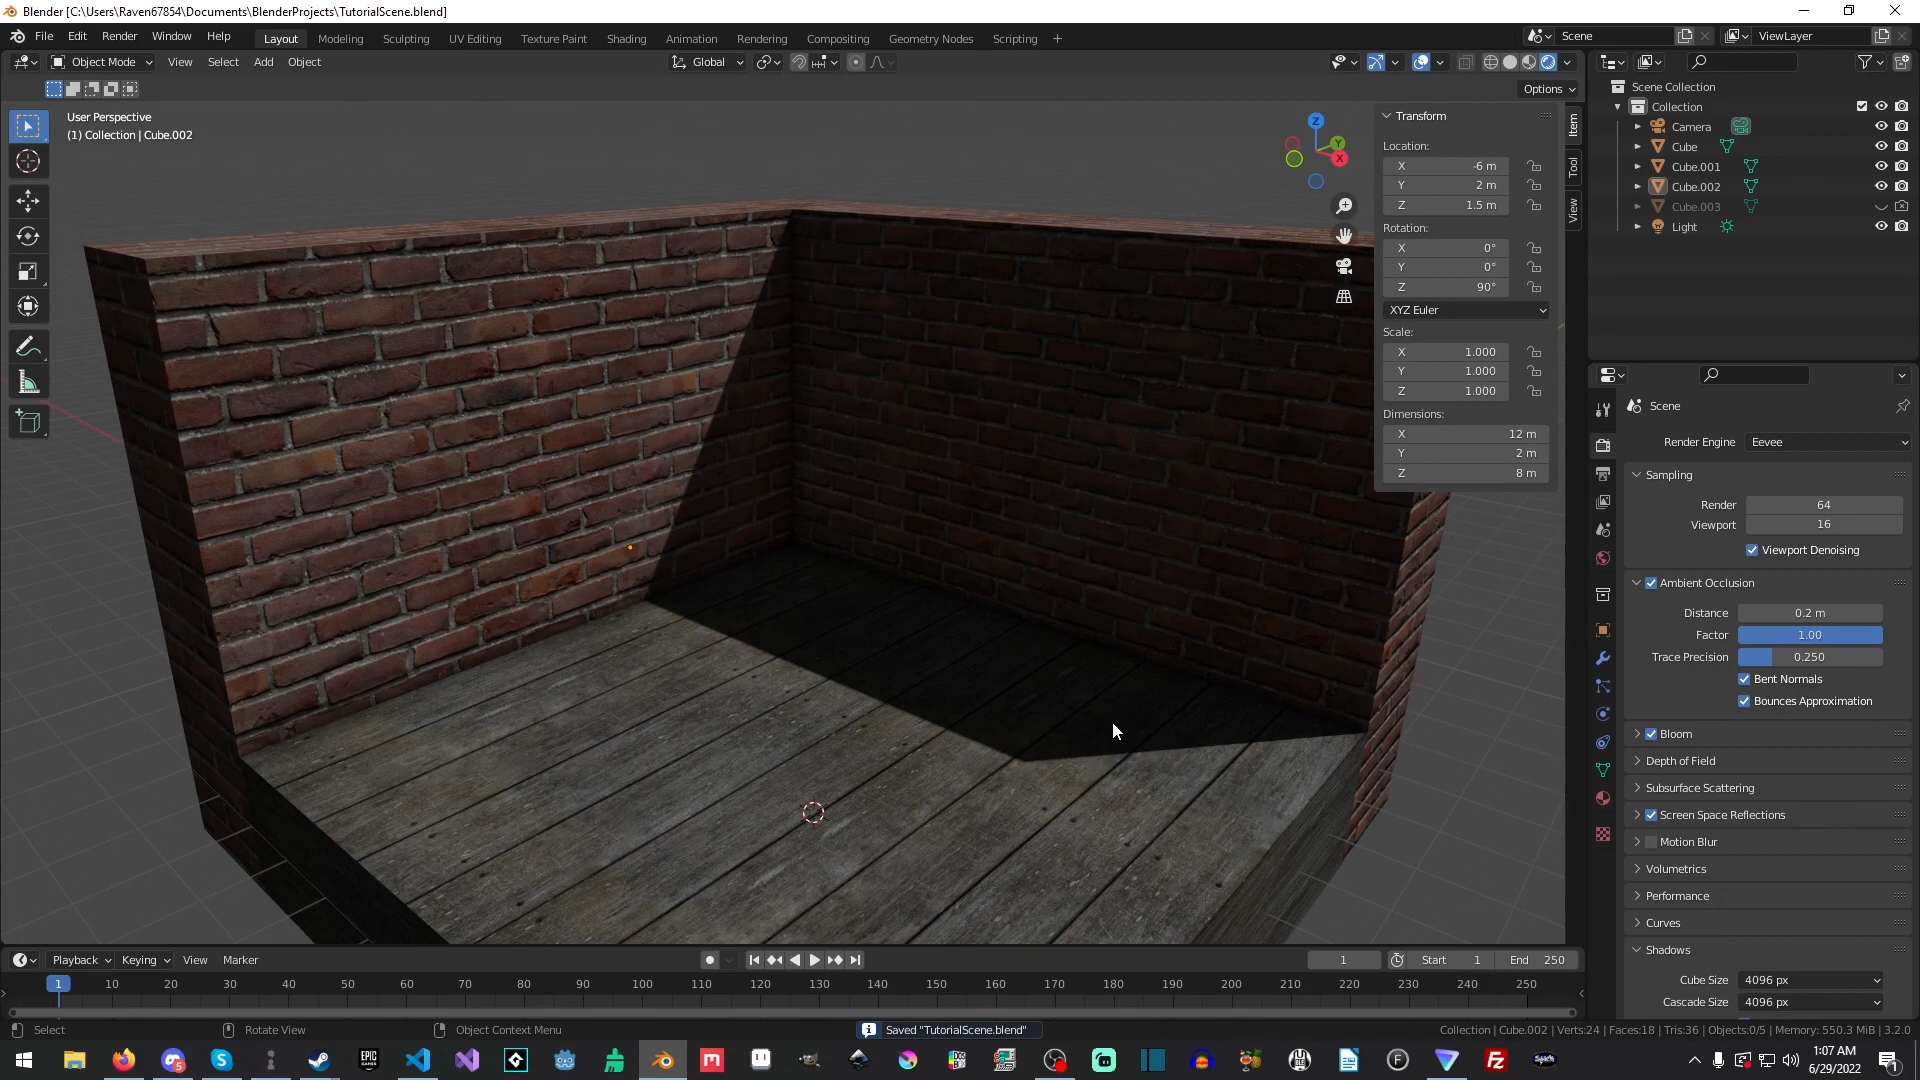 Blender [C:\Users\Raven67854\Documents\BlenderProjects\TutorialScene.blend]
File Edit Render Window Help Layout Modeling Sculpting UV Editing Texture Paint Shading Animation Rendering Compositing Geometry Nodes Scripting + Scene ViewLayer
Object Mode View Select Add Object Global
Options
User Perspective
(1) Collection | Cube.002
Z
Y
X
Transform
Location:
X -6 m
Y 2 m
Z 1.5 m
Rotation:
X 0°
Y 0°
Z 90°
XYZ Euler
Scale:
X 1.000
Y 1.000
Z 1.000
Dimensions:
X 12 m
Y 2 m
Z 8 m
Item
Tool
View
Scene Collection
Collection
Camera
Cube
Cube.001
Cube.002
Cube.003
Light
Scene
Render Engine Eevee
Sampling
Render 64
Viewport 16
Viewport Denoising
Ambient Occlusion
Distance 0.2 m
Factor 1.00
Trace Precision 0.250
Bent Normals
Bounces Approximation
Bloom
Depth of Field
Subsurface Scattering
Screen Space Reflections
Motion Blur
Volumetrics
Performance
Curves
Shadows
Cube Size 4096 px
Cascade Size 4096 px
Playback Keying View Marker 1 Start 1 End 250
1 10 20 30 40 50 60 70 80 90 100 110 120 130 140 150 160 170 180 190 200 210 220 230 240 250
Select Rotate View Object Context Menu Saved "TutorialScene.blend" Collection | Cube.002 | Verts:24 | Faces:18 | Tris:36 | Objects:0/5 | Memory: 550.3 MiB | 3.2.0
EPIC GAMES
1:07 AM
6/29/2022